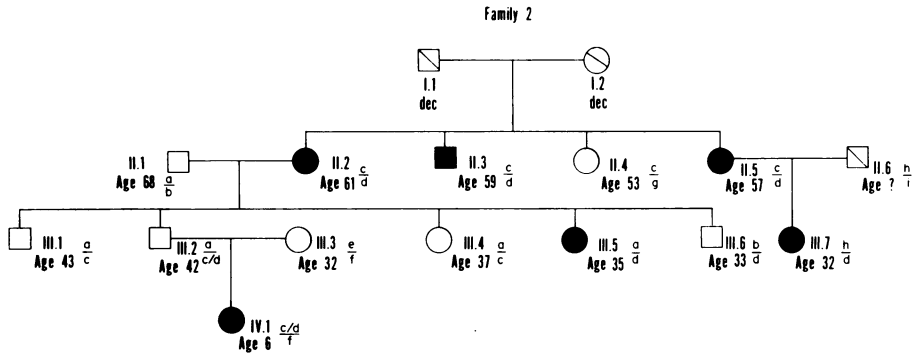 Family 2
I.1
dec
I.2
dec
II.1
Age 68 a/b
II.2
Age 61 c/d
II.3
Age 59 c/d
II.4
Age 53 c/g
II.5
Age 57 c/d
II.6
Age ? h/i
III.1
Age 43 a/c
III.2
Age 42 a/c/d
III.3
Age 32 e/f
III.4
Age 37 a/c
III.5
Age 35 a/d
III.6
Age 33 b/d
III.7
Age 32 h/d
IV.1
Age 6 c/d/f